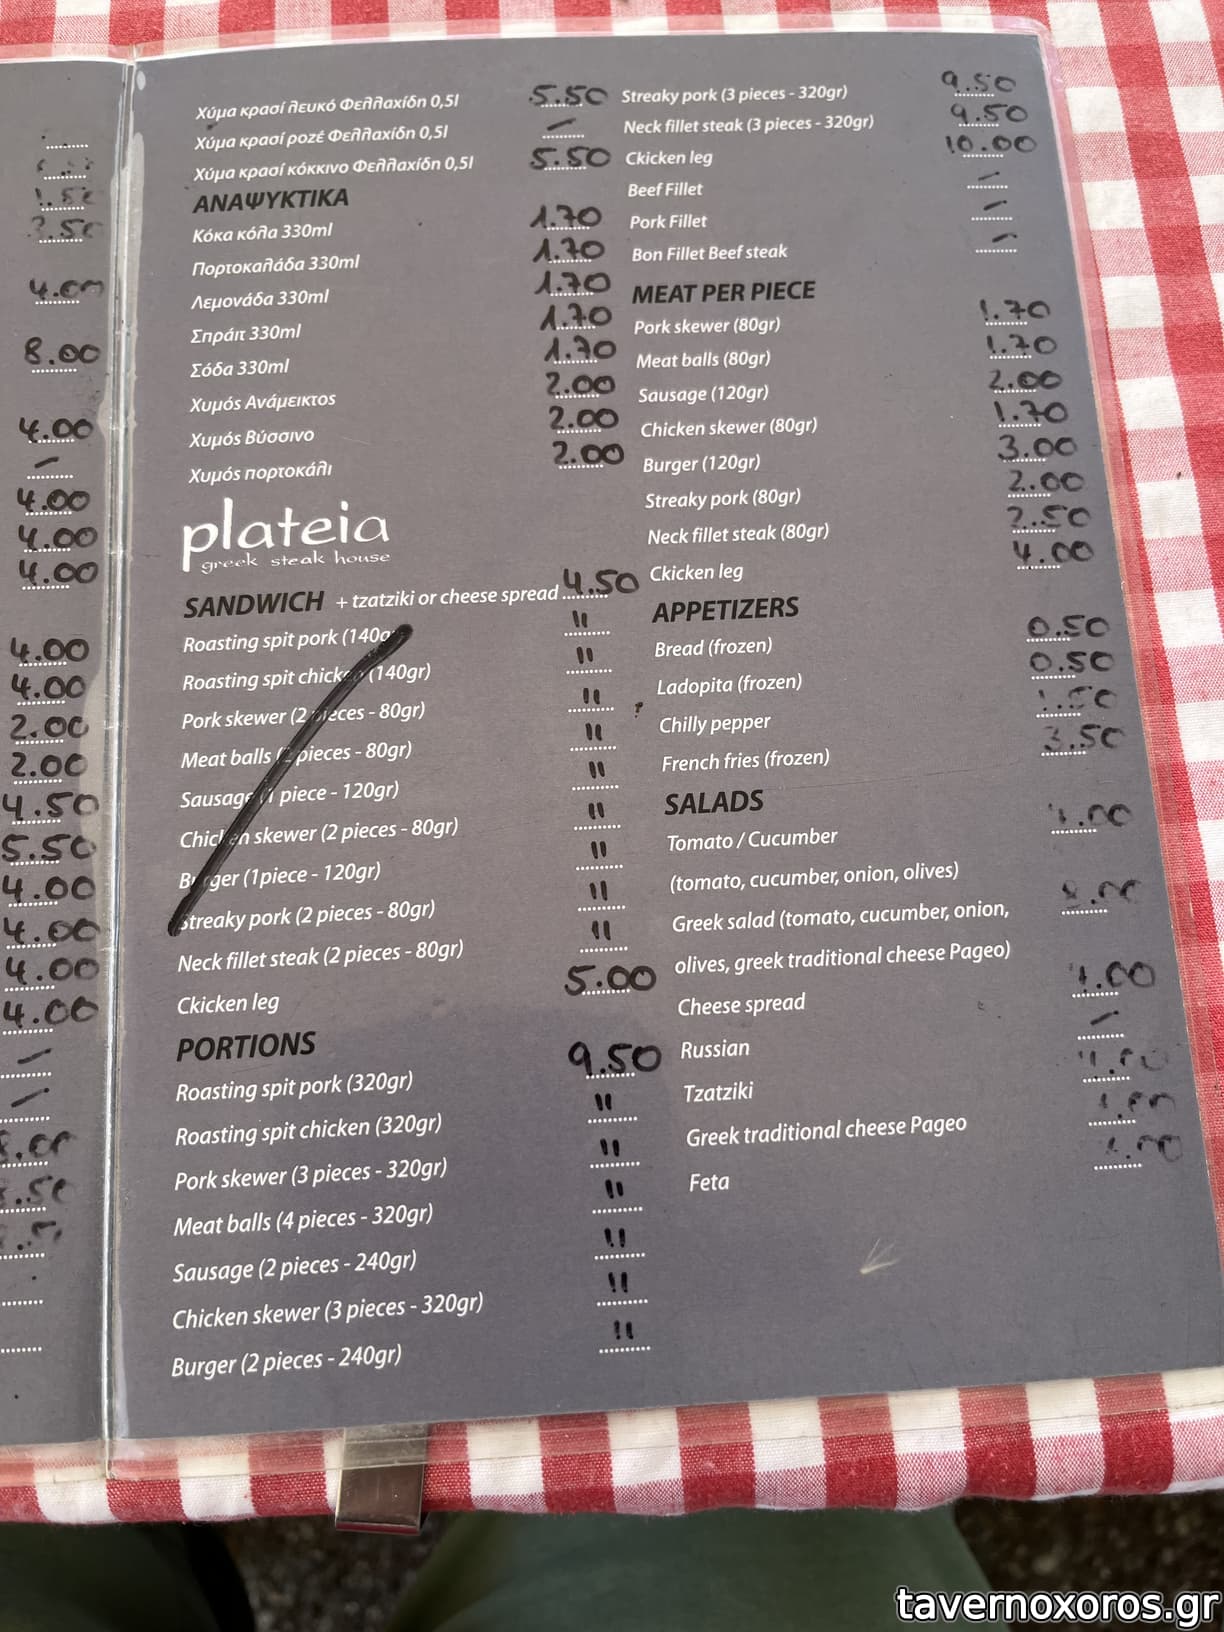 Χύμα κρασί λευκό Φελλαχίδη 0,5l 5.50
Χύμα κρασί ροζέ Φελλαχίδη 0,5l –
Χύμα κρασί κόκκινο Φελλαχίδη 0,5l 5.50
ΑΝΑΨΥΚΤΙΚΑ
Κόκα κόλα 330ml 1.70
Πορτοκαλάδα 330ml 1.70
Λεμονάδα 330ml 1.70
Σπράιτ 330ml 1.70
Σόδα 330ml 1.70
Χυμός Ανάμεικτος 2.00
Χυμός Βύσσινο 2.00
Χυμός πορτοκάλι 2.00
plateia
greek steak house
SANDWICH + tzatziki or cheese spread 4.50
Roasting spit pork (140gr) "
Roasting spit chicken (140gr) "
Pork skewer (2 pieces - 80gr) "
Meat balls (2 pieces - 80gr) "
Sausage (1 piece - 120gr) "
Chicken skewer (2 pieces - 80gr) "
Burger (1piece - 120gr) "
Streaky pork (2 pieces - 80gr) "
Neck fillet steak (2 pieces - 80gr) "
Ckicken leg 5.00
PORTIONS
Roasting spit pork (320gr) 9.50
Roasting spit chicken (320gr) "
Pork skewer (3 pieces - 320gr) "
Meat balls (4 pieces - 320gr) "
Sausage (2 pieces - 240gr) "
Chicken skewer (3 pieces - 320gr) "
Burger (2 pieces - 240gr) "
Streaky pork (3 pieces - 320gr) 9.50
Neck fillet steak (3 pieces - 320gr) 9.50
Ckicken leg 10.00
Beef Fillet –
Pork Fillet –
Bon Fillet Beef steak –
MEAT PER PIECE
Pork skewer (80gr) 1.70
Meat balls (80gr) 1.70
Sausage (120gr) 2.00
Chicken skewer (80gr) 1.70
Burger (120gr) 3.00
Streaky pork (80gr) 2.00
Neck fillet steak (80gr) 2.50
Ckicken leg 4.00
APPETIZERS
Bread (frozen) 0.50
Ladopita (frozen) 0.50
Chilly pepper 1.50
French fries (frozen) 3.50
SALADS
Tomato / Cucumber 4.00
(tomato, cucumber, onion, olives)
Greek salad (tomato, cucumber, onion, 8.00
olives, greek traditional cheese Pageo)
Cheese spread 4.00
Russian –
Tzatziki
Greek traditional cheese Pageo
Feta
1.50
3.50
4.00
8.00
4.00
–
4.00
4.00
4.00
4.00
4.00
2.00
2.00
4.50
5.50
4.00
4.00
4.00
4.00
–
–
tavernoxoros.gr